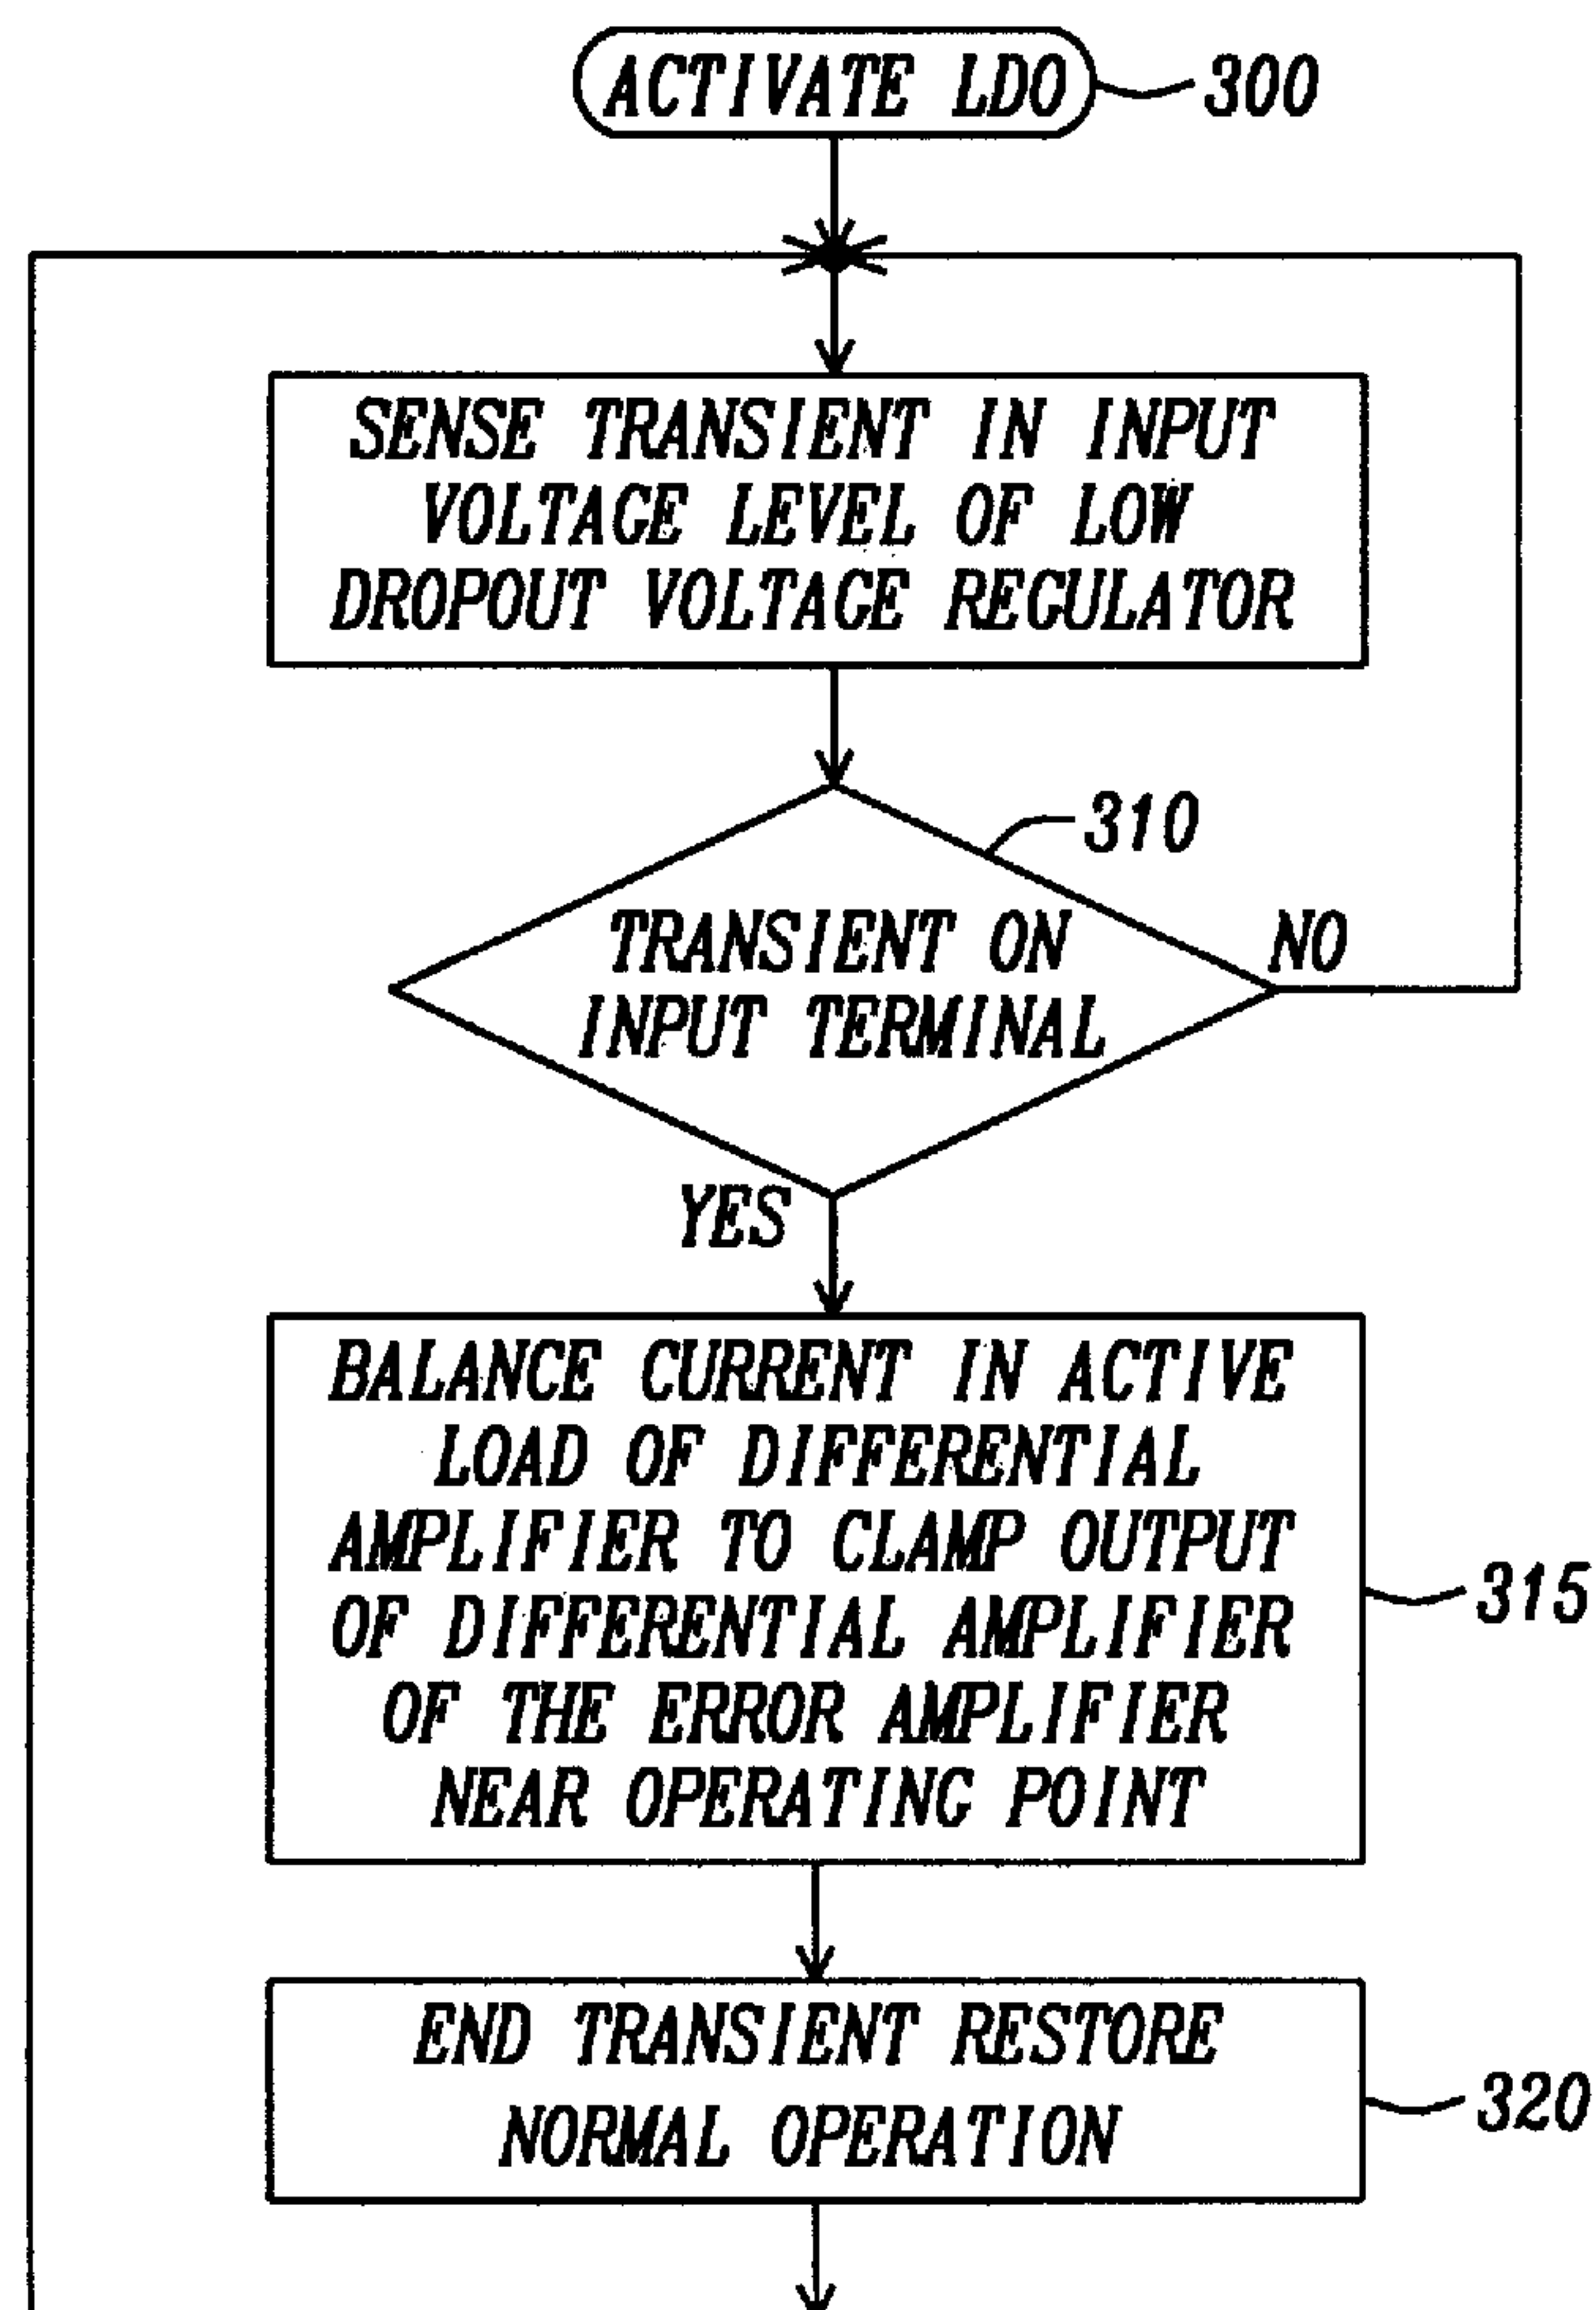 ACTIVATE LDO
300
SENSE TRANSIENT IN INPUT
VOLTAGE LEVEL OF LOW
DROPOUT VOLTAGE REGULATOR
310
TRANSIENT ON
INPUT TERMINAL
NO
YES
BALANCE CURRENT IN ACTIVE
LOAD OF DIFFERENTIAL
AMPLIFIER TO CLAMP OUTPUT
OF DIFFERENTIAL AMPLIFIER
OF THE ERROR AMPLIFIER
NEAR OPERATING POINT
315
END TRANSIENT RESTORE
NORMAL OPERATION
320